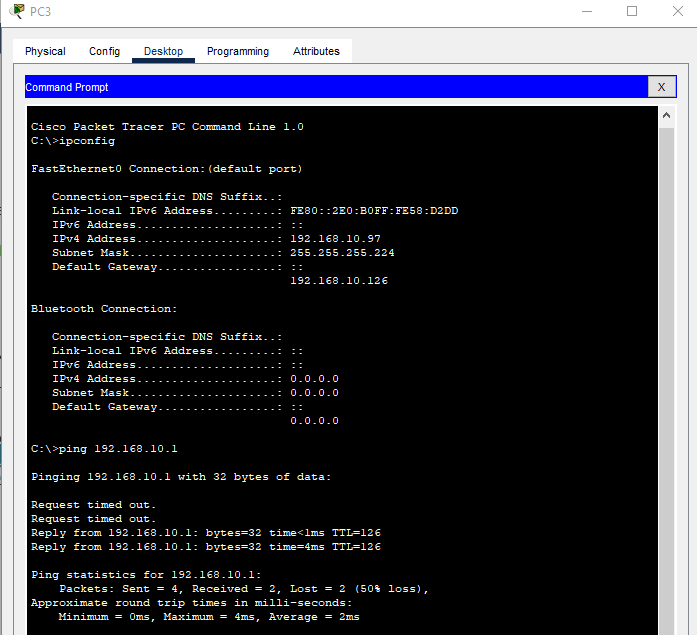 PC3
Physical Config Desktop Programming Attributes
Command Prompt X
Cisco Packet Tracer PC Command Line 1.0
C:\>ipconfig
FastEthernet0 Connection:(default port)
Connection-specific DNS Suffix..:
Link-local IPv6 Address.........: FE80::2E0:B0FF:FE58:D2DD
IPv6 Address....................: ::
IPv4 Address....................: 192.168.10.97
Subnet Mask.....................: 255.255.255.224
Default Gateway.................: ::
192.168.10.126
Bluetooth Connection:
Connection-specific DNS Suffix..:
Link-local IPv6 Address.........: ::
IPv6 Address....................: ::
IPv4 Address....................: 0.0.0.0
Subnet Mask.....................: 0.0.0.0
Default Gateway.................: ::
0.0.0.0
C:\>ping 192.168.10.1
Pinging 192.168.10.1 with 32 bytes of data:
Request timed out.
Request timed out.
Reply from 192.168.10.1: bytes=32 time<1ms TTL=126
Reply from 192.168.10.1: bytes=32 time=4ms TTL=126
Ping statistics for 192.168.10.1:
Packets: Sent = 4, Received = 2, Lost = 2 (50% loss),
Approximate round trip times in milli-seconds:
Minimum = 0ms, Maximum = 4ms, Average = 2ms